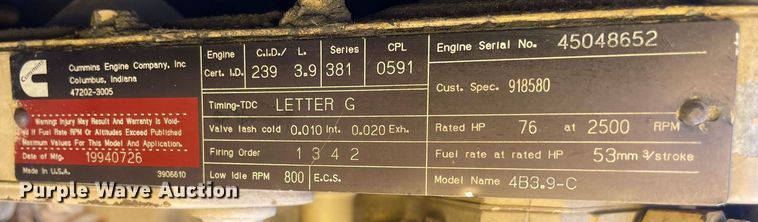 Cummins
Cummins Engine Company, Inc
Columbus, Indiana
47202-3005
Warning: Injury May Result And Warranty Is Void-
ed If Fuel Rate RPM Or Altitudes Exceed Published
Maximum Values For This Model And Application.
Date of Mfg. 19940726
Made in U.S.A. 3906610
Engine Cert. I.D. C.I.D./ L. 239 3.9 Series 381 CPL 0591
Timing-TDC LETTER G
Valve lash cold 0.010 Int. 0.020 Exh.
Firing Order 1 3 4 2
Low Idle RPM 800 E.C.S.
Engine Serial No. 45048652
Cust. Spec. 918580
Rated HP 76 at 2500 RPM
Fuel rate at rated HP 53mm³/stroke
Model Name 4B3.9-C
Purple Wave Auction